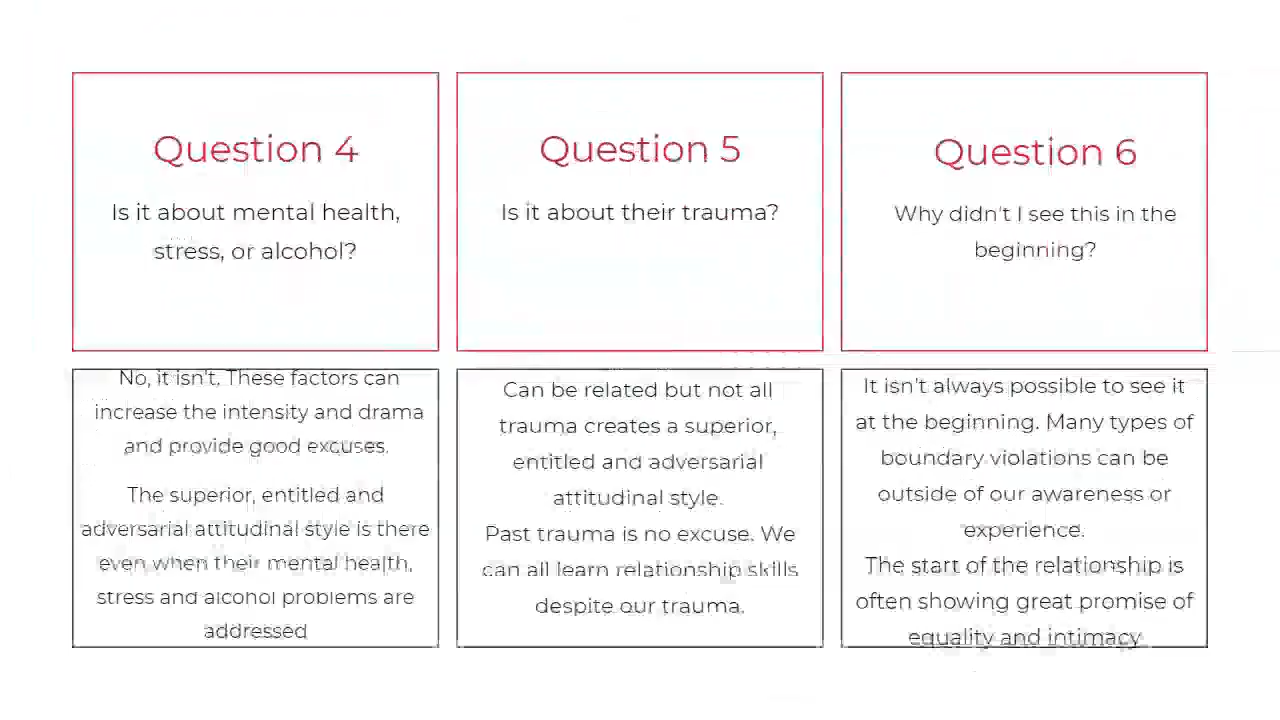 Question 4
Is it about mental health,
stress, or alcohol?
No, it isn't. These factors can
increase the intensity and drama
and provide good excuses.
The superior, entitled and
adversarial attitudinal style is there
even when their mental health,
stress and alcohol problems are
addressed
Question 5
Is it about their trauma?
Can be related but not all
trauma creates a superior,
entitled and adversarial
attitudinal style.
Past trauma is no excuse. We
can all learn relationship skills
despite our trauma.
Question 6
Why didn't I see this in the
beginning?
It isn't always possible to see it
at the beginning. Many types of
boundary violations can be
outside of our awareness or
experience.
The start of the relationship is
often showing great promise of
equality and intimacy